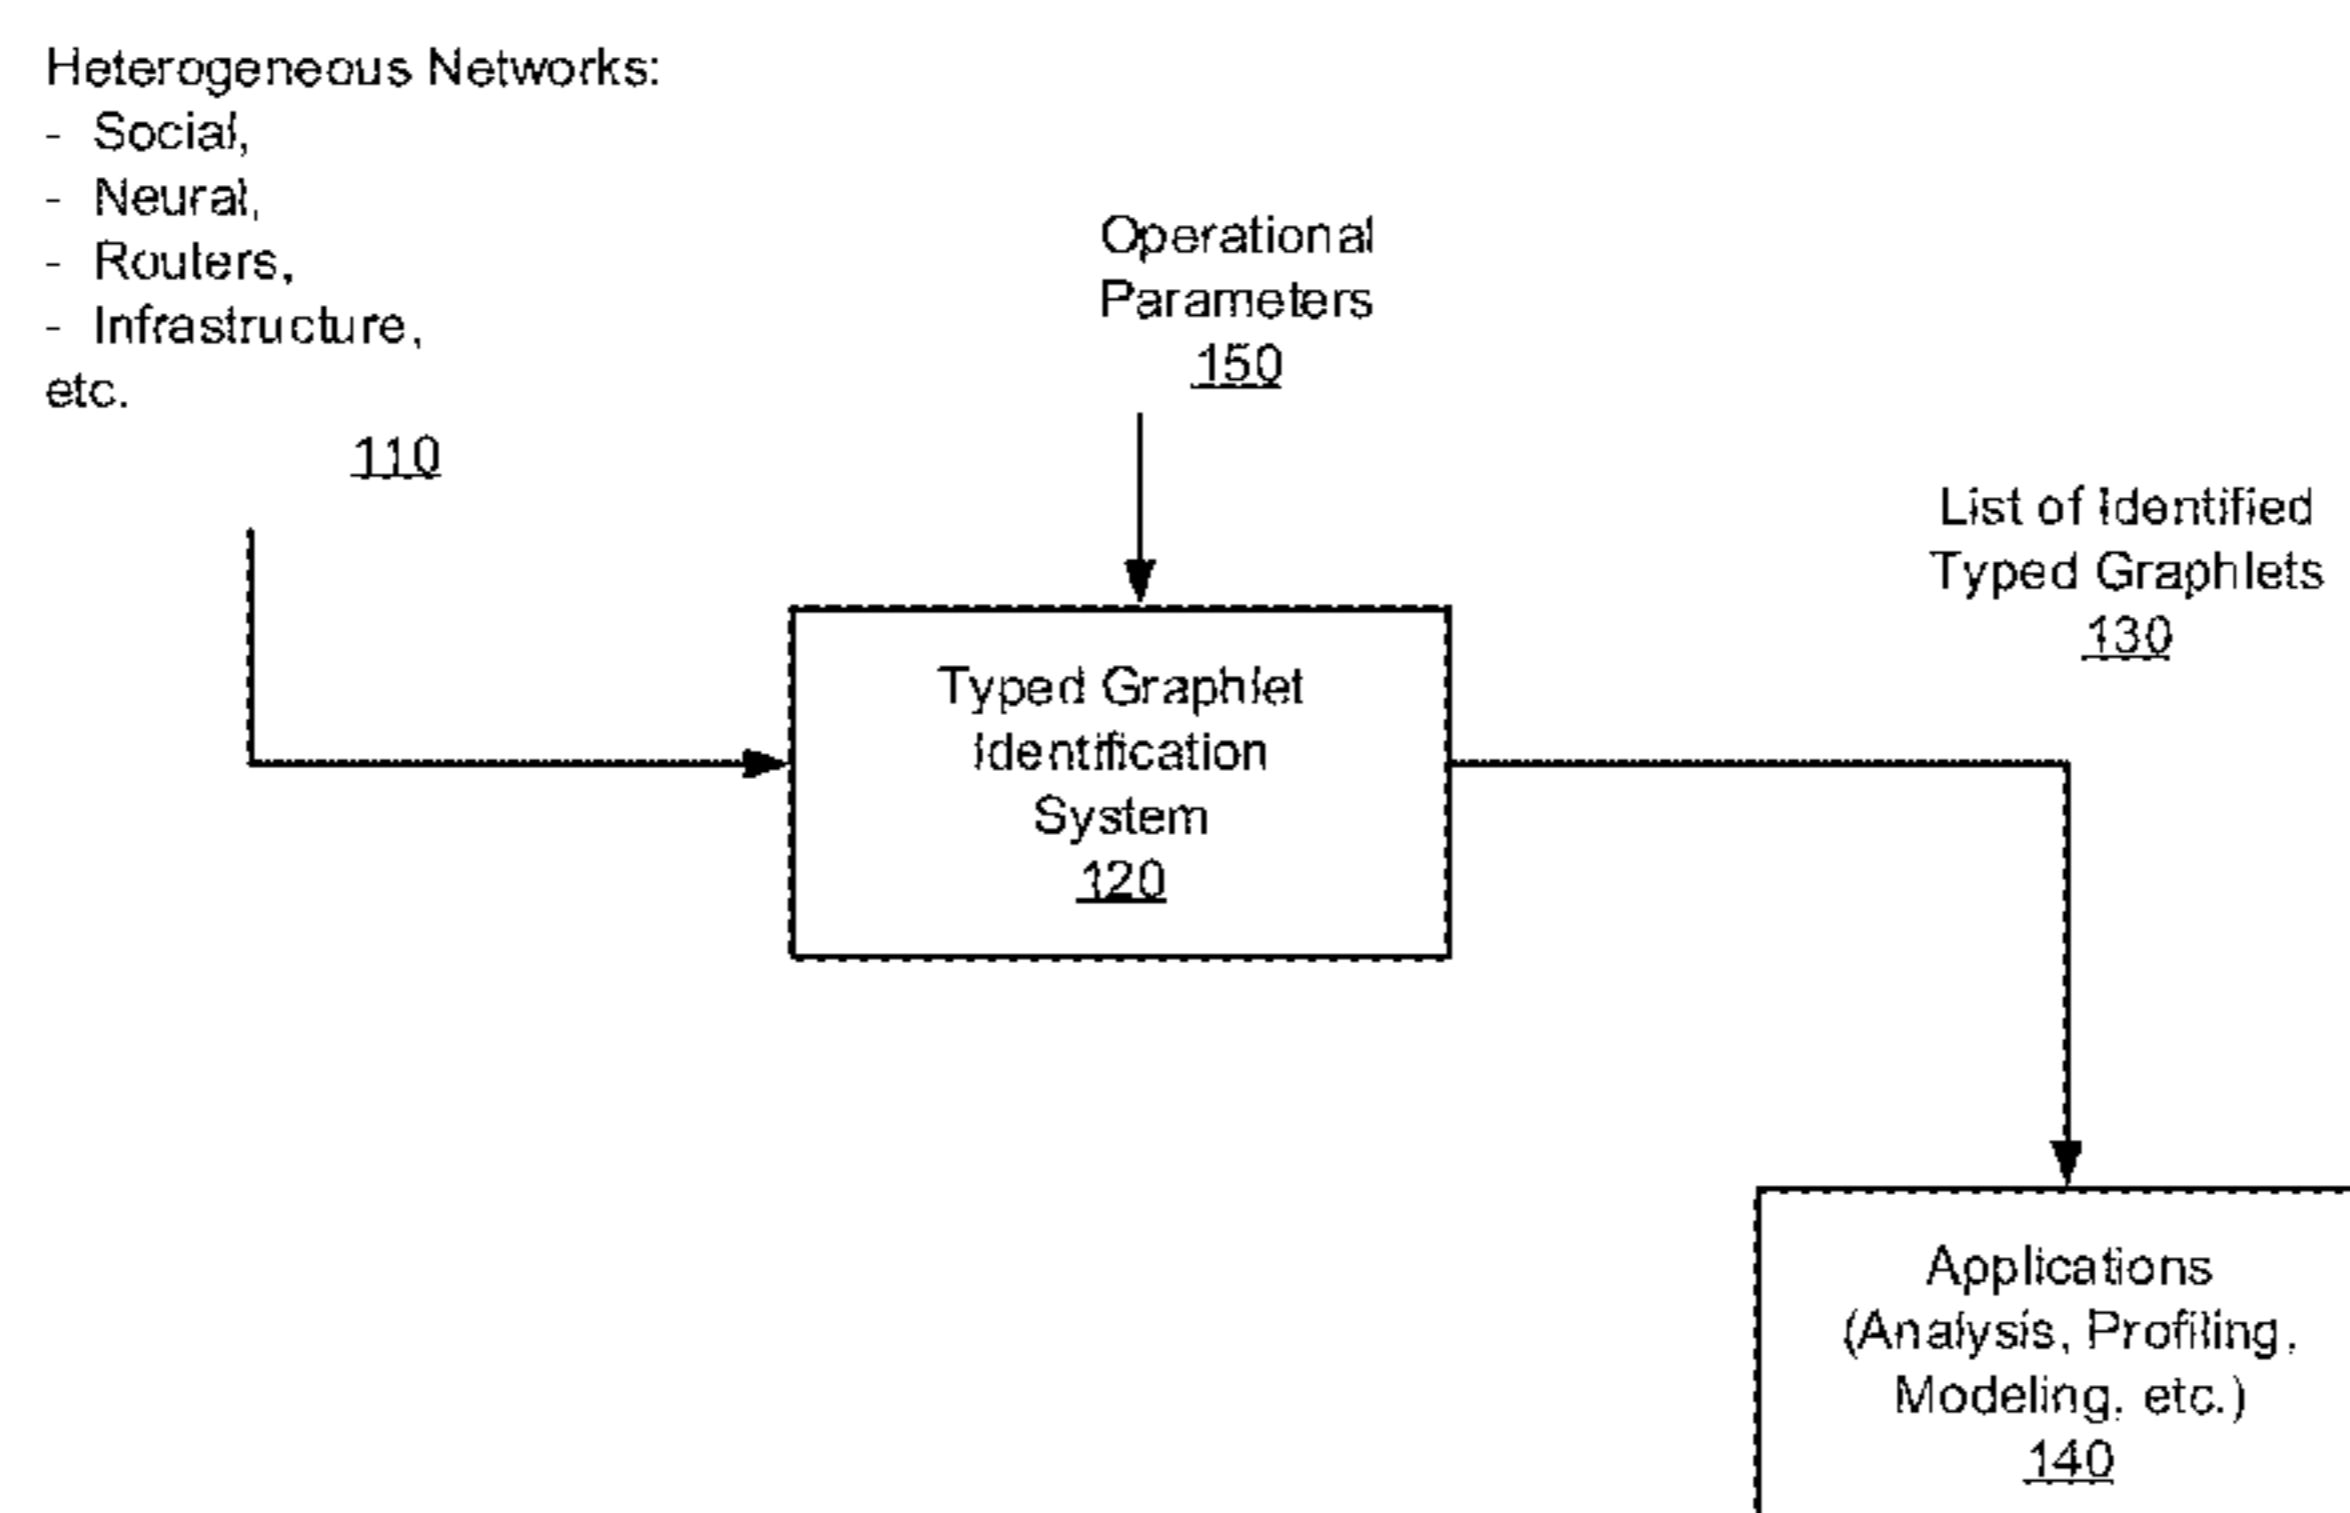 Heterogeneous Networks:
- Social,
- Neural,
- Routers,
- Infrastructure,
etc.
110
Operational
Parameters
150
List of Identified
Typed Graphlets
130
Typed Graphlet
Identification
System
120
Applications
(Analysis, Profiling,
Modeling, etc.)
140